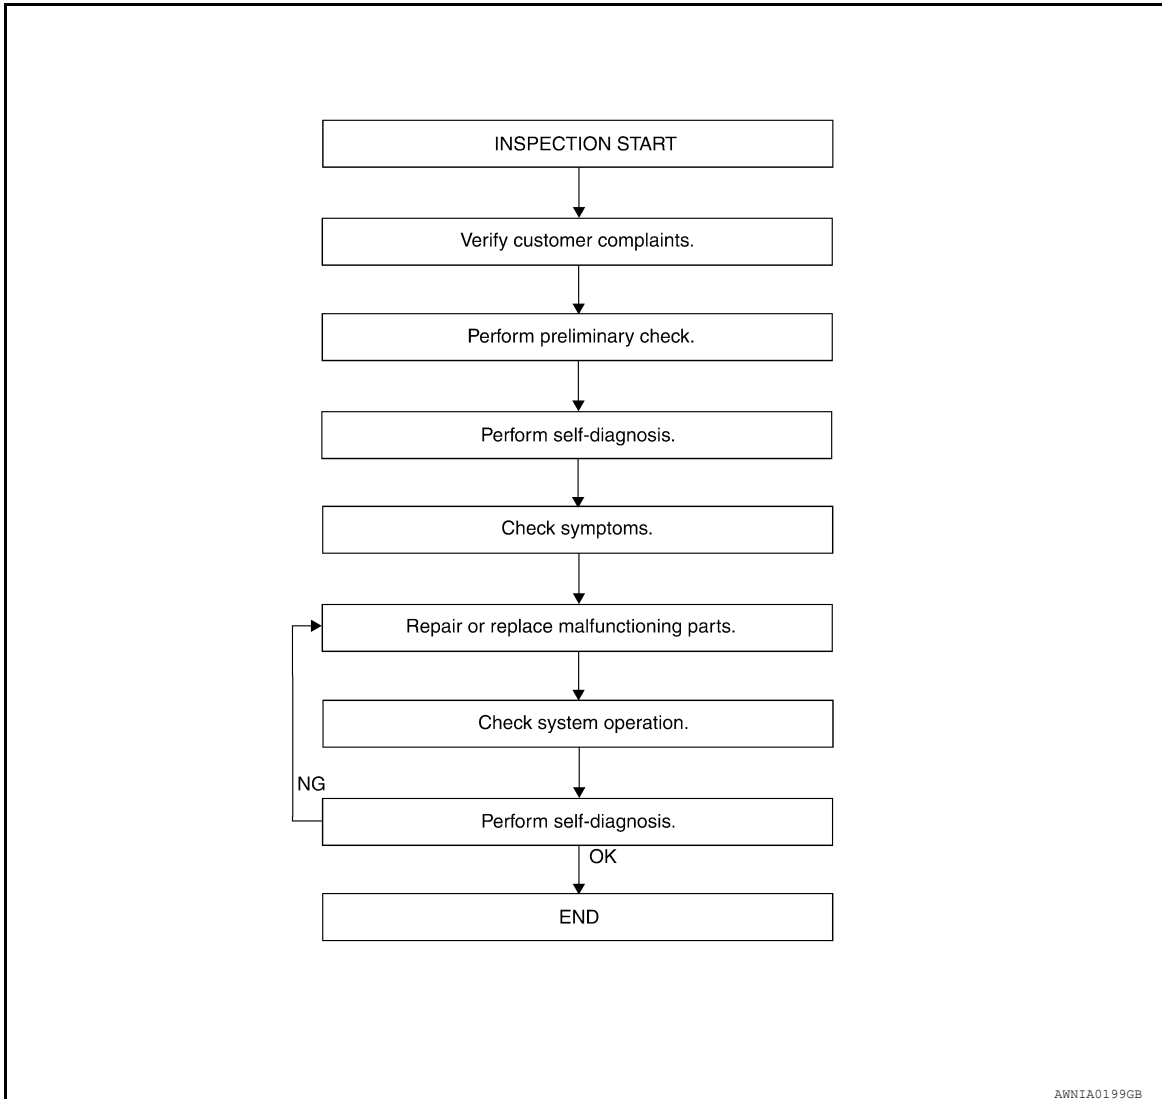 INSPECTION START
Verify customer complaints.
Perform preliminary check.
Perform self-diagnosis.
Check symptoms.
Repair or replace malfunctioning parts.
Check system operation.
NG
Perform self-diagnosis.
OK
END
AWNIA0199GB